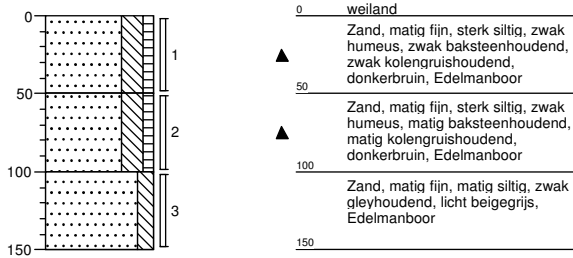 0
50
100
150
1
2
3
0 weiland
Zand, matig fijn, sterk siltig, zwak
humeus, zwak baksteenhoudend,
zwak kolengruishoudend,
donkerbruin, Edelmanboor
50
Zand, matig fijn, sterk siltig, zwak
humeus, matig baksteenhoudend,
matig kolengruishoudend,
donkerbruin, Edelmanboor
100
Zand, matig fijn, matig siltig, zwak
gleyhoudend, licht beigegrijs,
Edelmanboor
150